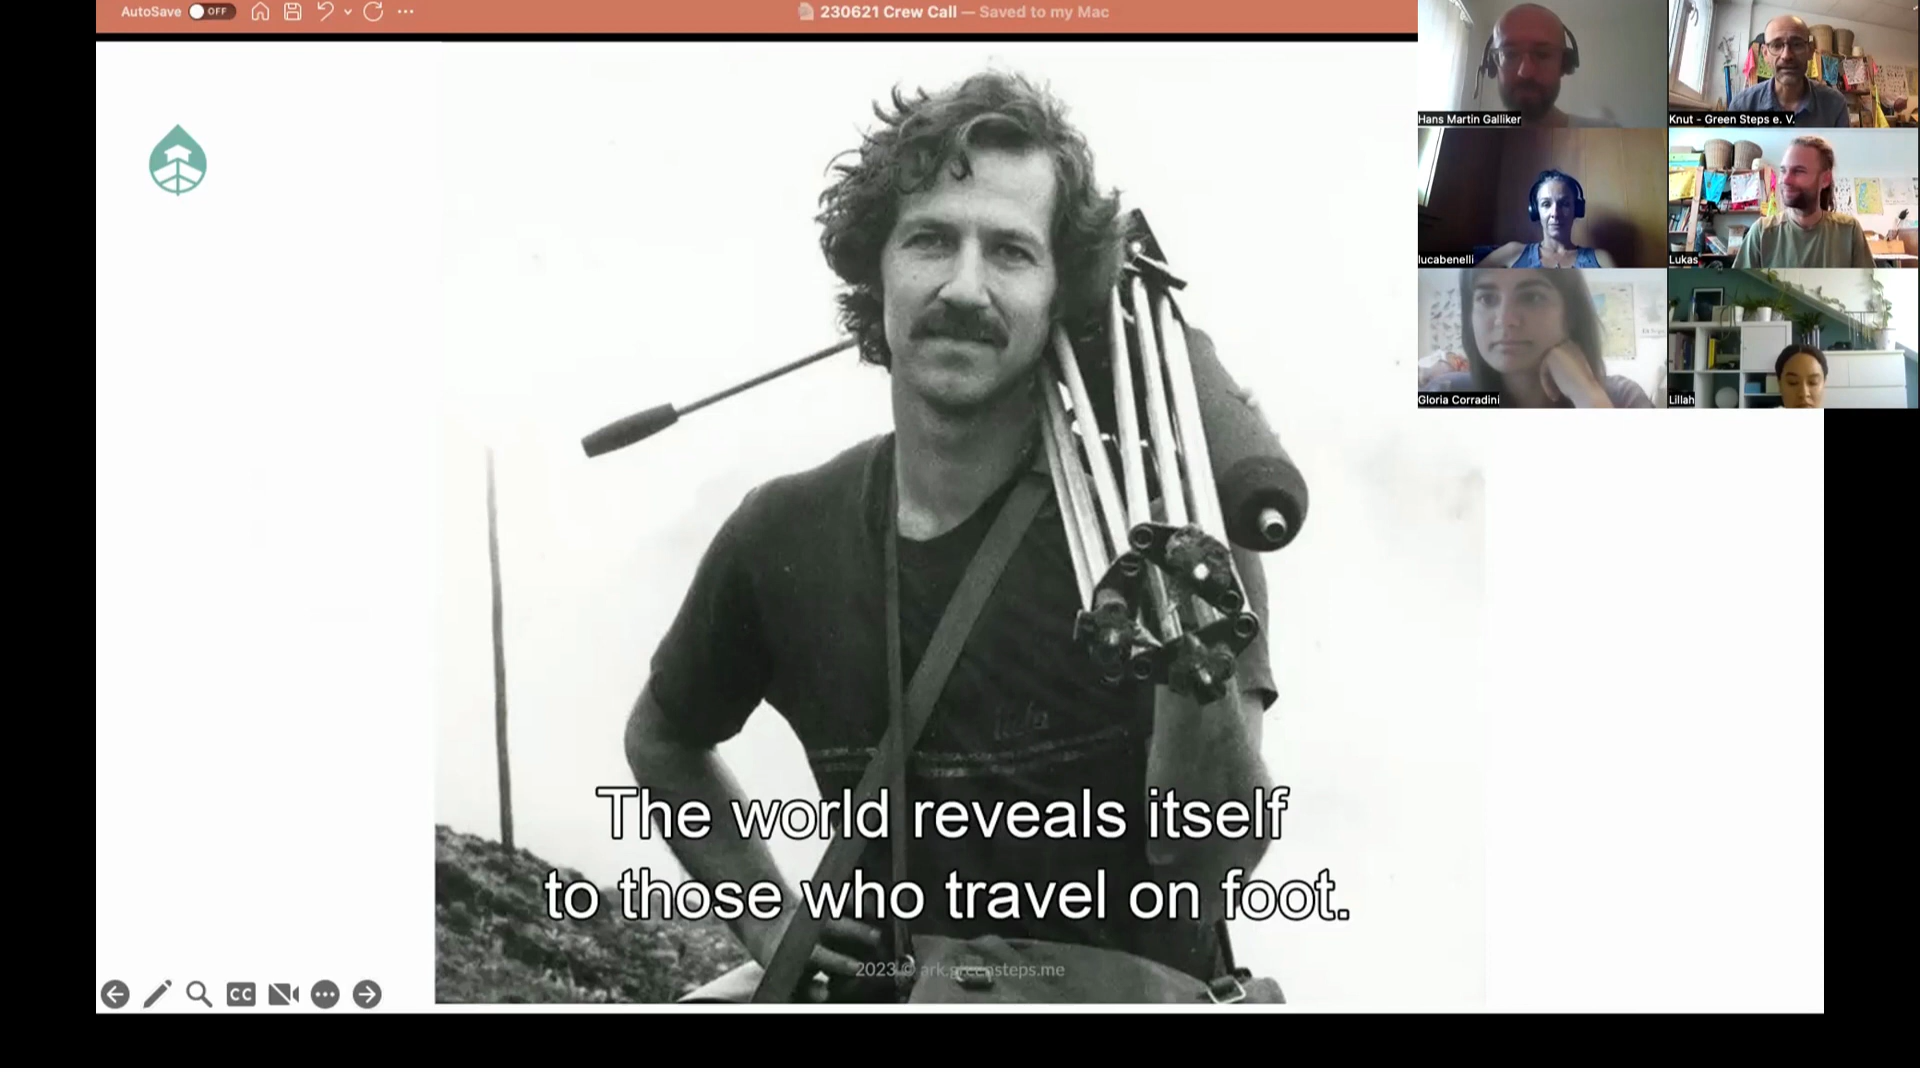 AutoSave
OFF
230621 Crew Call — Saved to my Mac
Hans Martin Galliker
Knut - Green Steps e. V.
lucabenelli
Lukas
Gloria Corradini
Lillah
The world reveals itself
to those who travel on foot.
2023 © ark.greensteps.me
CC